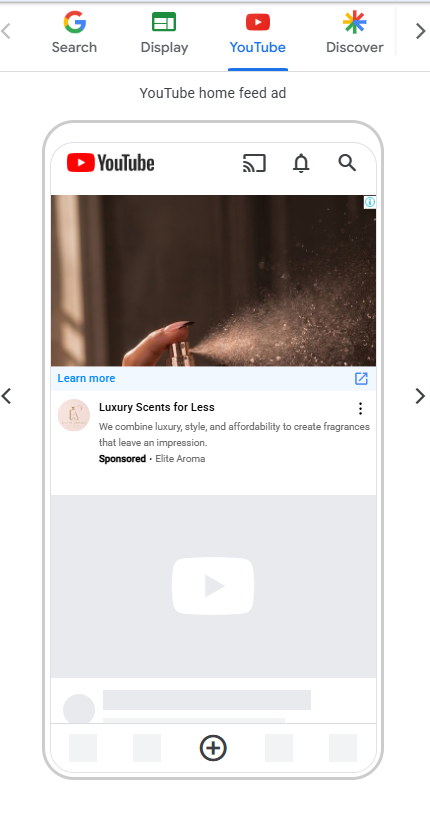 Search
Display
YouTube
Discover
YouTube home feed ad
YouTube
Learn more
Luxury Scents for Less
We combine luxury, style, and affordability to create fragrances
that leave an impression.
Sponsored · Elite Aroma